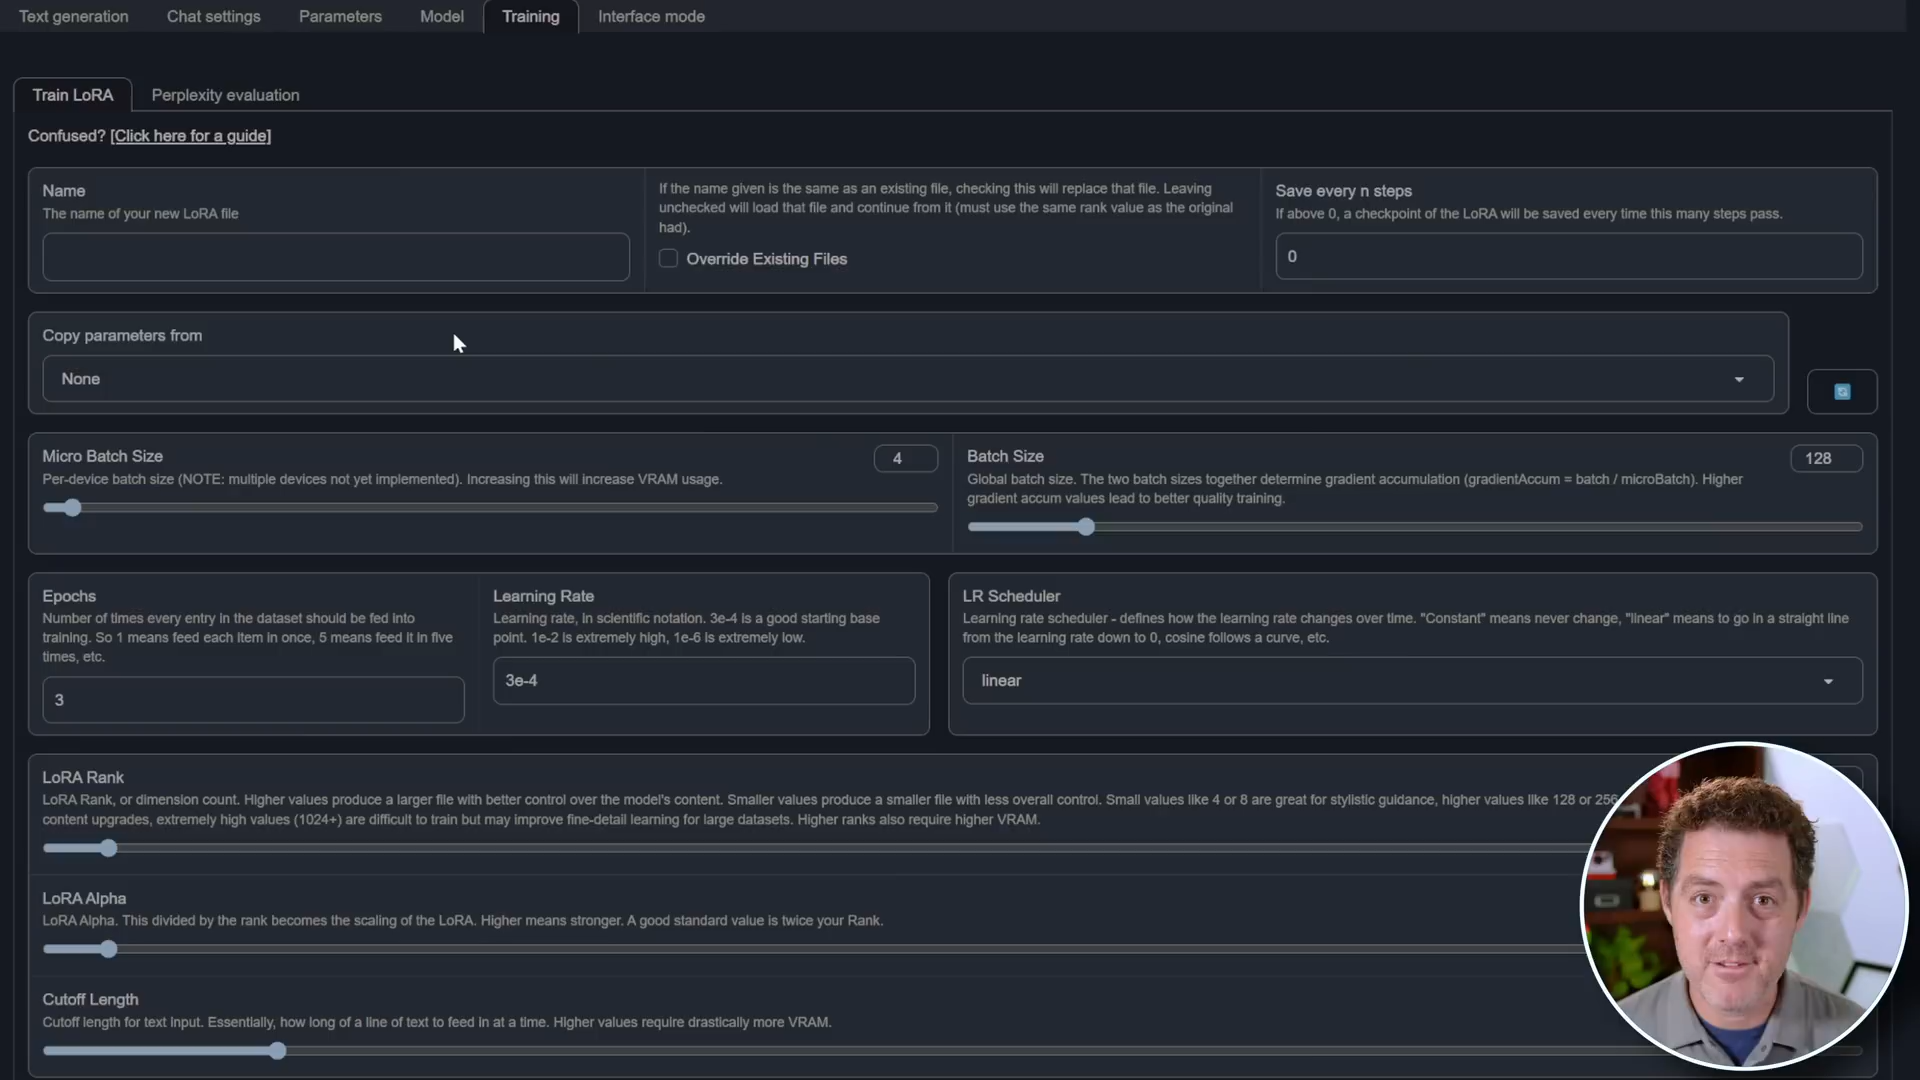 Text generation
Chat settings
Parameters
Model
Training
Interface mode
Train LoRA
Perplexity evaluation
Confused? [Click here for a guide]
Name
The name of your new LoRA file
If the name given is the same as an existing file, checking this will replace that file. Leaving
unchecked will load that file and continue from it (must use the same rank value as the original
had).
Override Existing Files
Save every n steps
If above 0, a checkpoint of the LoRA will be saved every time this many steps pass.
0
Copy parameters from
None
Micro Batch Size
4
Per-device batch size (NOTE: multiple devices not yet implemented). Increasing this will increase VRAM usage.
Batch Size
128
Global batch size. The two batch sizes together determine gradient accumulation (gradientAccum = batch / microBatch). Higher
gradient accum values lead to better quality training.
Epochs
Number of times every entry in the dataset should be fed into
training. So 1 means feed each item in once, 5 means feed it in five
times, etc.
3
Learning Rate
Learning rate, in scientific notation. 3e-4 is a good starting base
point. 1e-2 is extremely high, 1e-6 is extremely low.
3e-4
LR Scheduler
Learning rate scheduler - defines how the learning rate changes over time. "Constant" means never change, "linear" means to go in a straight line
from the learning rate down to 0, cosine follows a curve, etc.
linear
LoRA Rank
LoRA Rank, or dimension count. Higher values produce a larger file with better control over the model's content. Smaller values produce a smaller file with less overall control. Small values like 4 or 8 are great for stylistic guidance, higher values like 128 or 256
content upgrades, extremely high values (1024+) are difficult to train but may improve fine-detail learning for large datasets. Higher ranks also require higher VRAM.
LoRA Alpha
LoRA Alpha. This divided by the rank becomes the scaling of the LoRA. Higher means stronger. A good standard value is twice your Rank.
Cutoff Length
Cutoff length for text input. Essentially, how long of a line of text to feed in at a time. Higher values require drastically more VRAM.